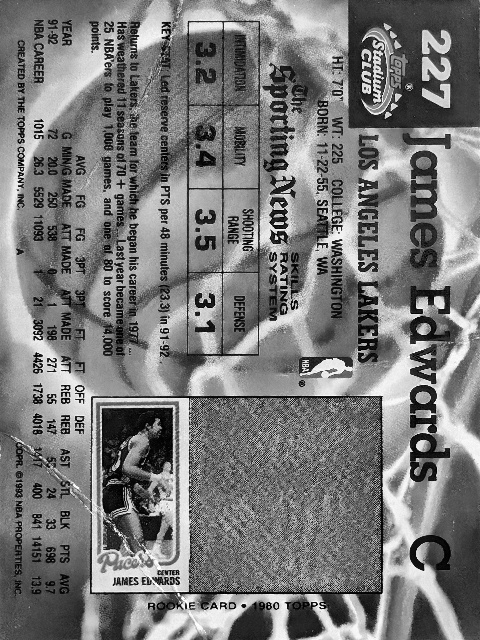 227
TOPPS
Stadium
CLUB
®
James Edwards C
LOS ANGELES LAKERS
HT: 7'0" WT: 225 COLLEGE: WASHINGTON
BORN: 11-22-55, SEATTLE, WA
NBA
The
Sporting News
SKILLS
RATING
SYSTEM
INTIMIDATION MOBILITY SHOOTING RANGE DEFENSE
3.2 3.4 3.5 3.1
KEY STAT: Led reserve centers in PTS per 48 minutes (23.3) in 91-92.
Returns to Lakers, the team for which he began his career in 1977...
Has weathered 11 seasons of 70 + games... Last year became one of
25 NBA'ers to play 1,000 games, and one of 80 to score 14,000
points.
AVG FG FG 3PT 3PT FT FT OFF DEF
YEAR G MING MADE ATT MADE ATT MADE ATT REB REB AST STL BLK PTS AVG
91-92 72 20.0 250 538 0 1 198 271 55 147 24 33 698 9.7
NBA CAREER 1015 26.3 5529 11093 1 21 3092 4426 1738 4018 400 841 14151 13.9
CREATED BY THE TOPPS COMPANY, INC. A COPR. ©1993 NBA PROPERTIES, INC.
Pacers
CENTER
JAMES EDWARDS
ROOKIE CARD • 1980 TOPPS